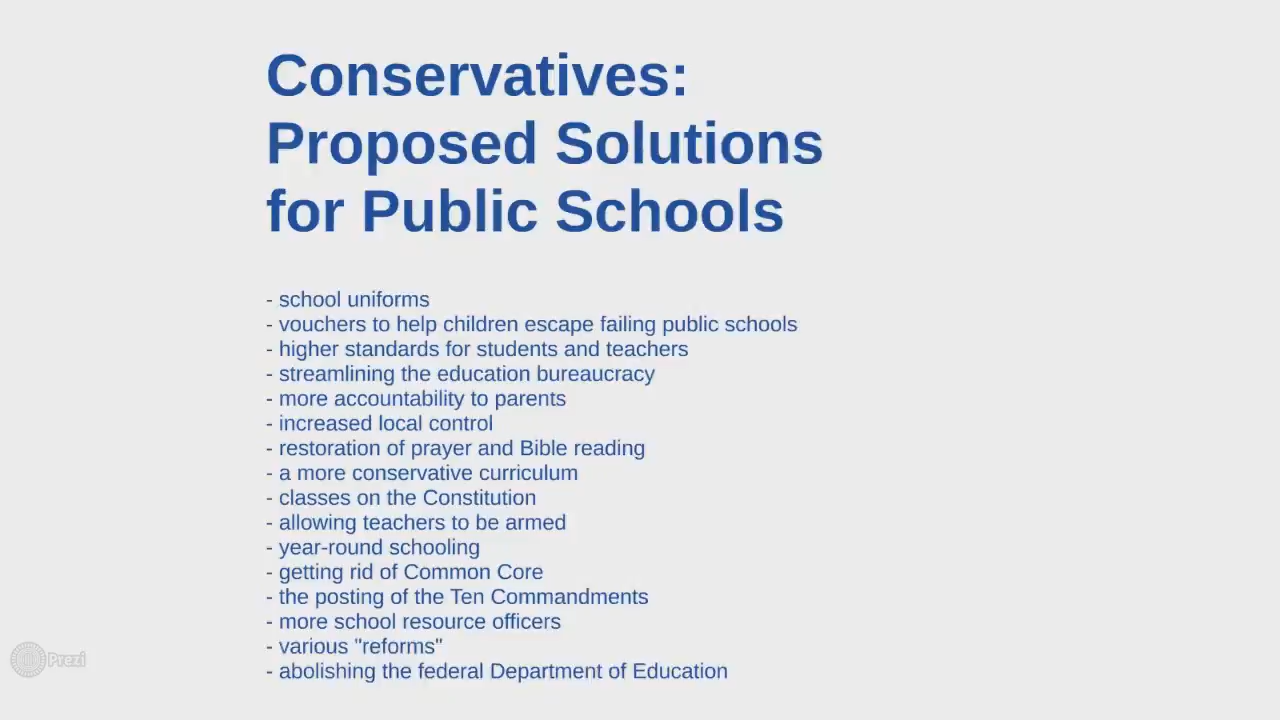 Conservatives:
Proposed Solutions
for Public Schools
- school uniforms
- vouchers to help children escape failing public schools
- higher standards for students and teachers
- streamlining the education bureaucracy
- more accountability to parents
- increased local control
- restoration of prayer and Bible reading
- a more conservative curriculum
- classes on the Constitution
- allowing teachers to be armed
- year-round schooling
- getting rid of Common Core
- the posting of the Ten Commandments
- more school resource officers
- various "reforms"
- abolishing the federal Department of Education
Prezi